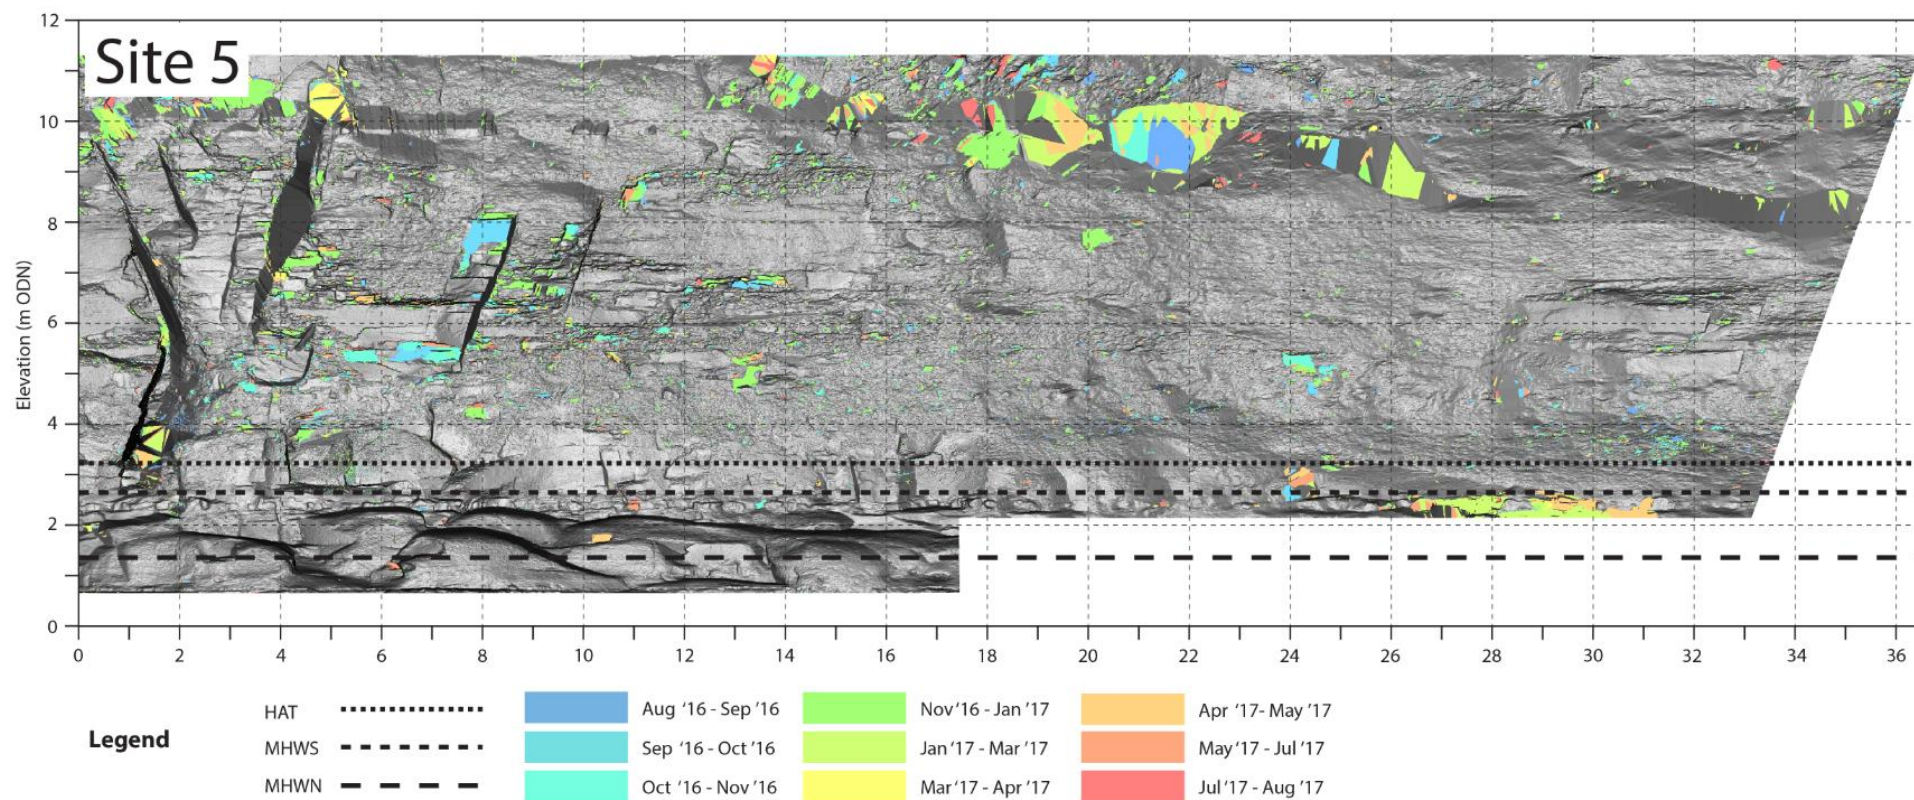 Site 5
Elevation (m ODN)
12
10
8
6
4
2
0
0 2 4 6 8 10 12 14 16 18 20 22 24 26 28 30 32 34 36
Legend
HAT
MHWS
MHWN
Aug ‘16 - Sep ’16
Sep ‘16 - Oct ’16
Oct ‘16 - Nov ’16
Nov‘16 - Jan ’17
Jan ‘17 - Mar ’17
Mar‘17 - Apr ’17
Apr ‘17- May ’17
May‘17 - Jul ’17
Jul ‘17 - Aug ’17